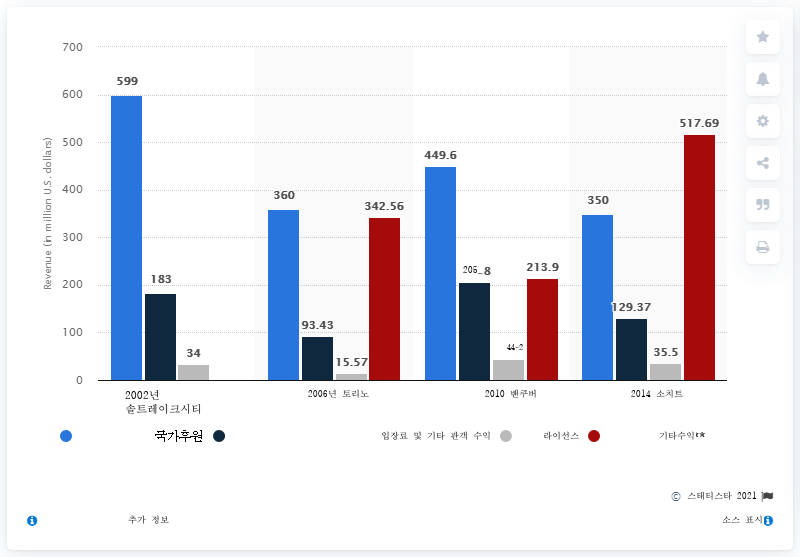 700
600
500
400
300
200
100
0
Revenue (in million U.S. dollars)
599
183
34
360
93.43
15.57
342.56
449.6
205_8
44-2
213.9
350
129.37
35.5
517.69
2002년
솔트레이크시티
2006년 토리노
2010 밴쿠버
2014 소치트
국가후원
입장료 및 기타 관객 수익
라이선스
기타수익
© 스태티스타 2021
추가 정보
소스 표시